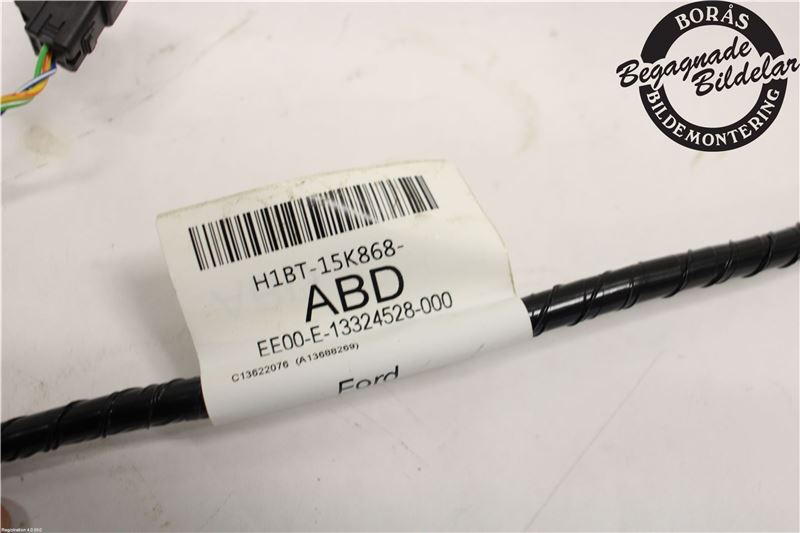 BORÅS
Begagnade
Bildelar
BILDEMONTERING
H1BT-15K868-
ABD
EE00-E-13324528-000
C13622076 (A13688269)
Ford